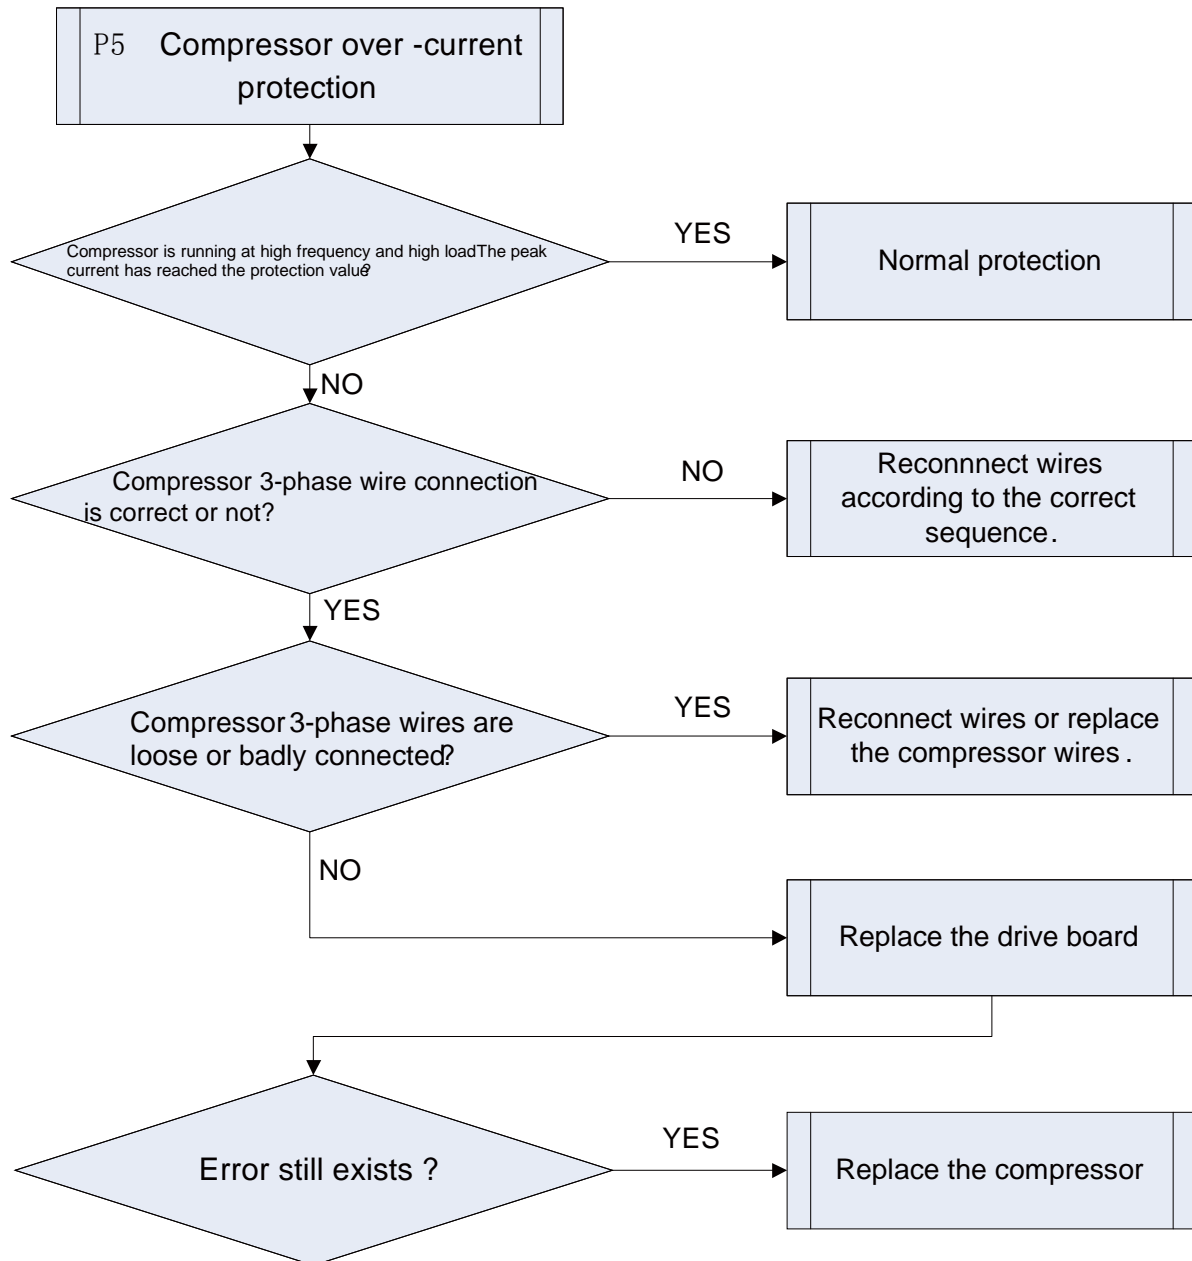 P5 Compressor over -current
protection
Compressor is running at high frequency and high loadThe peak
current has reached the protection value?
YES
Normal protection
NO
Compressor 3-phase wire connection
is correct or not?
NO
Reconnnect wires
according to the correct
sequence.
YES
Compressor 3-phase wires are
loose or badly connected?
YES
Reconnect wires or replace
the compressor wires .
NO
Replace the drive board
Error still exists ?
YES
Replace the compressor